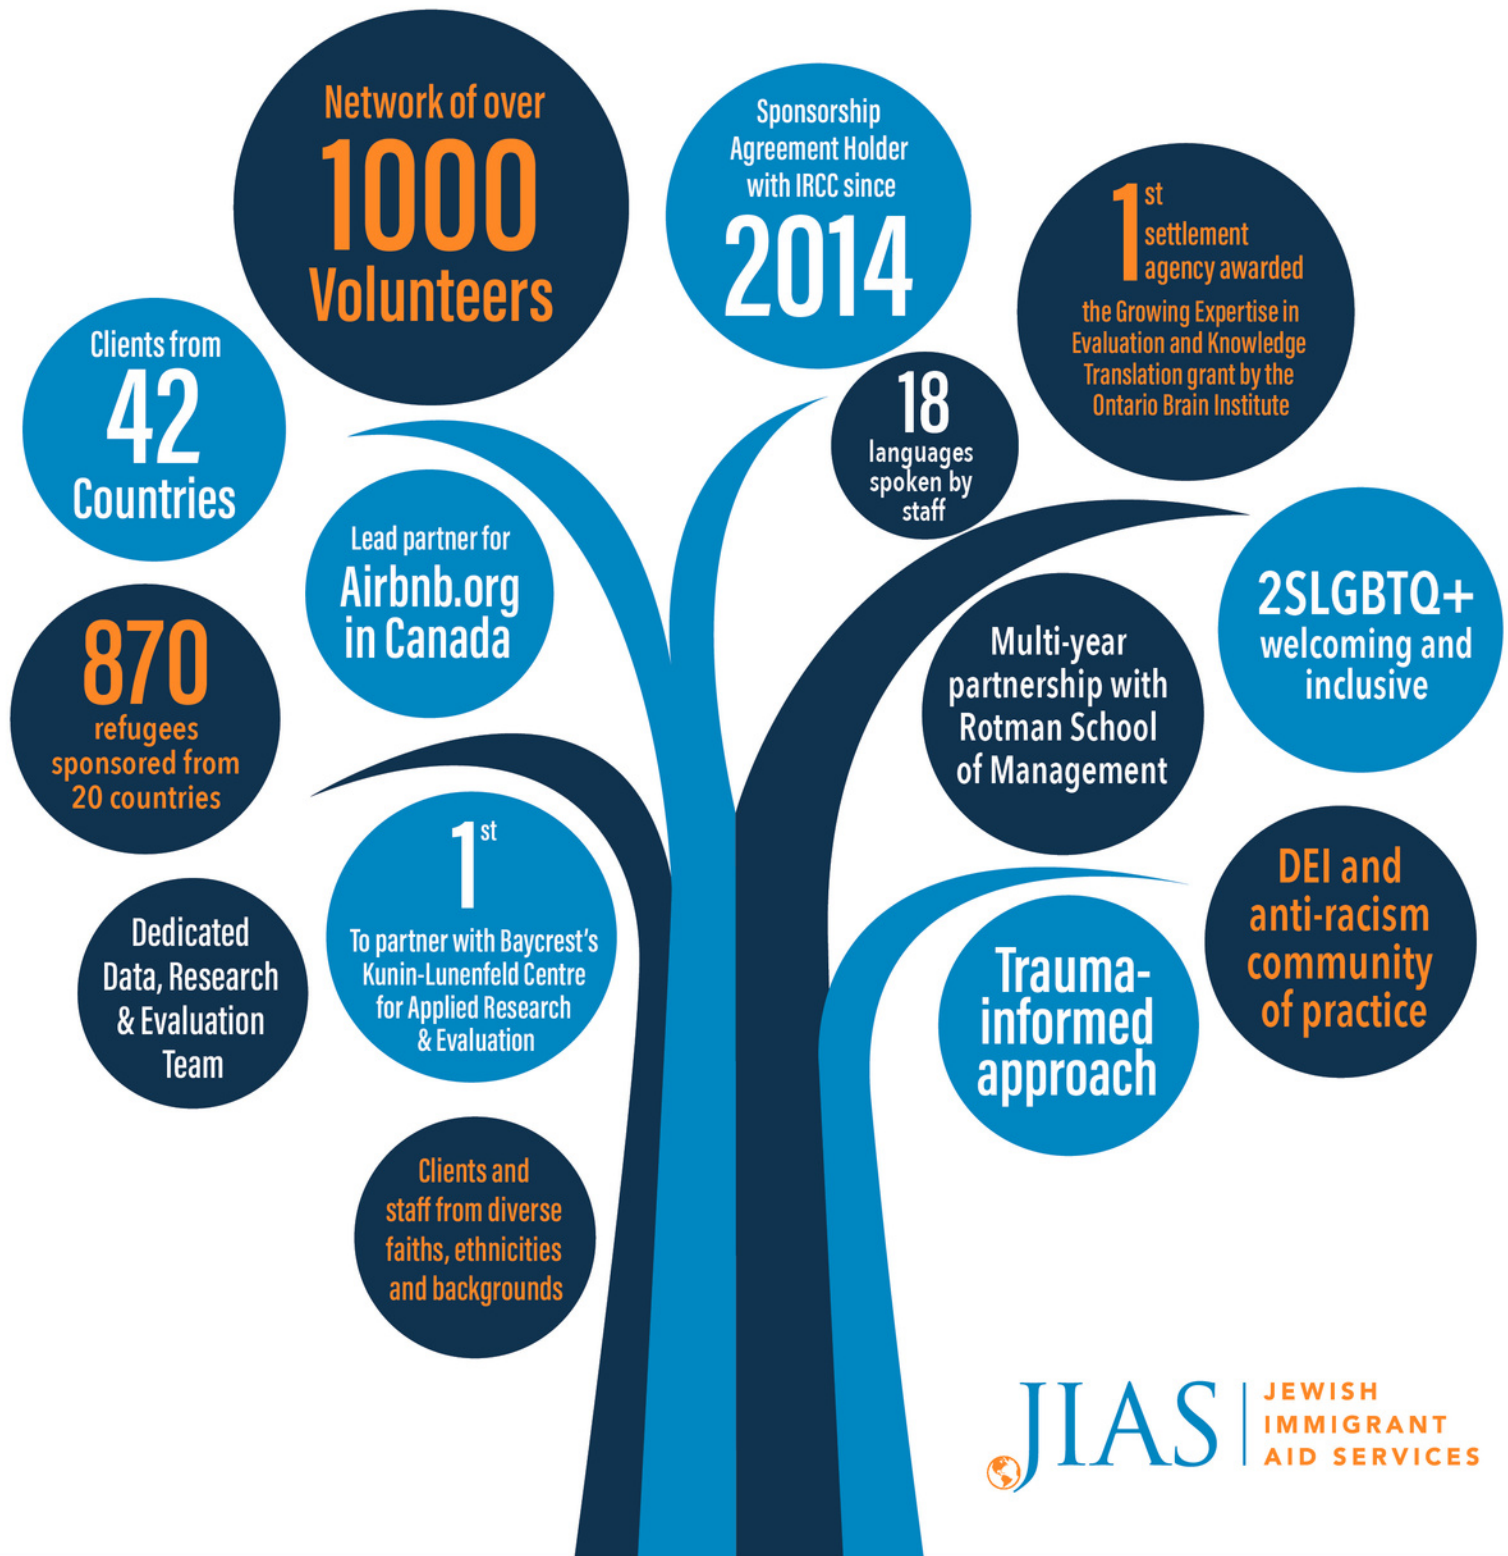 Network of over
1000
Volunteers
Sponsorship
Agreement Holder
with IRCC since
2014
1st
settlement
agency awarded
the Growing Expertise in
Evaluation and Knowledge
Translation grant by the
Ontario Brain Institute
Clients from
42
Countries
18
languages
spoken by
staff
Lead partner for
Airbnb.org
in Canada
2SLGBTQ+
welcoming and
inclusive
870
refugees
sponsored from
20 countries
Multi-year
partnership with
Rotman School
of Management
1st
To partner with Baycrest's
Kunin-Lunenfeld Centre
for Applied Research
& Evaluation
DEI and
anti-racism
community
of practice
Dedicated
Data, Research
& Evaluation
Team
Trauma-
informed
approach
Clients and
staff from diverse
faiths, ethnicities
and backgrounds
JIAS
JEWISH
IMMIGRANT
AID SERVICES